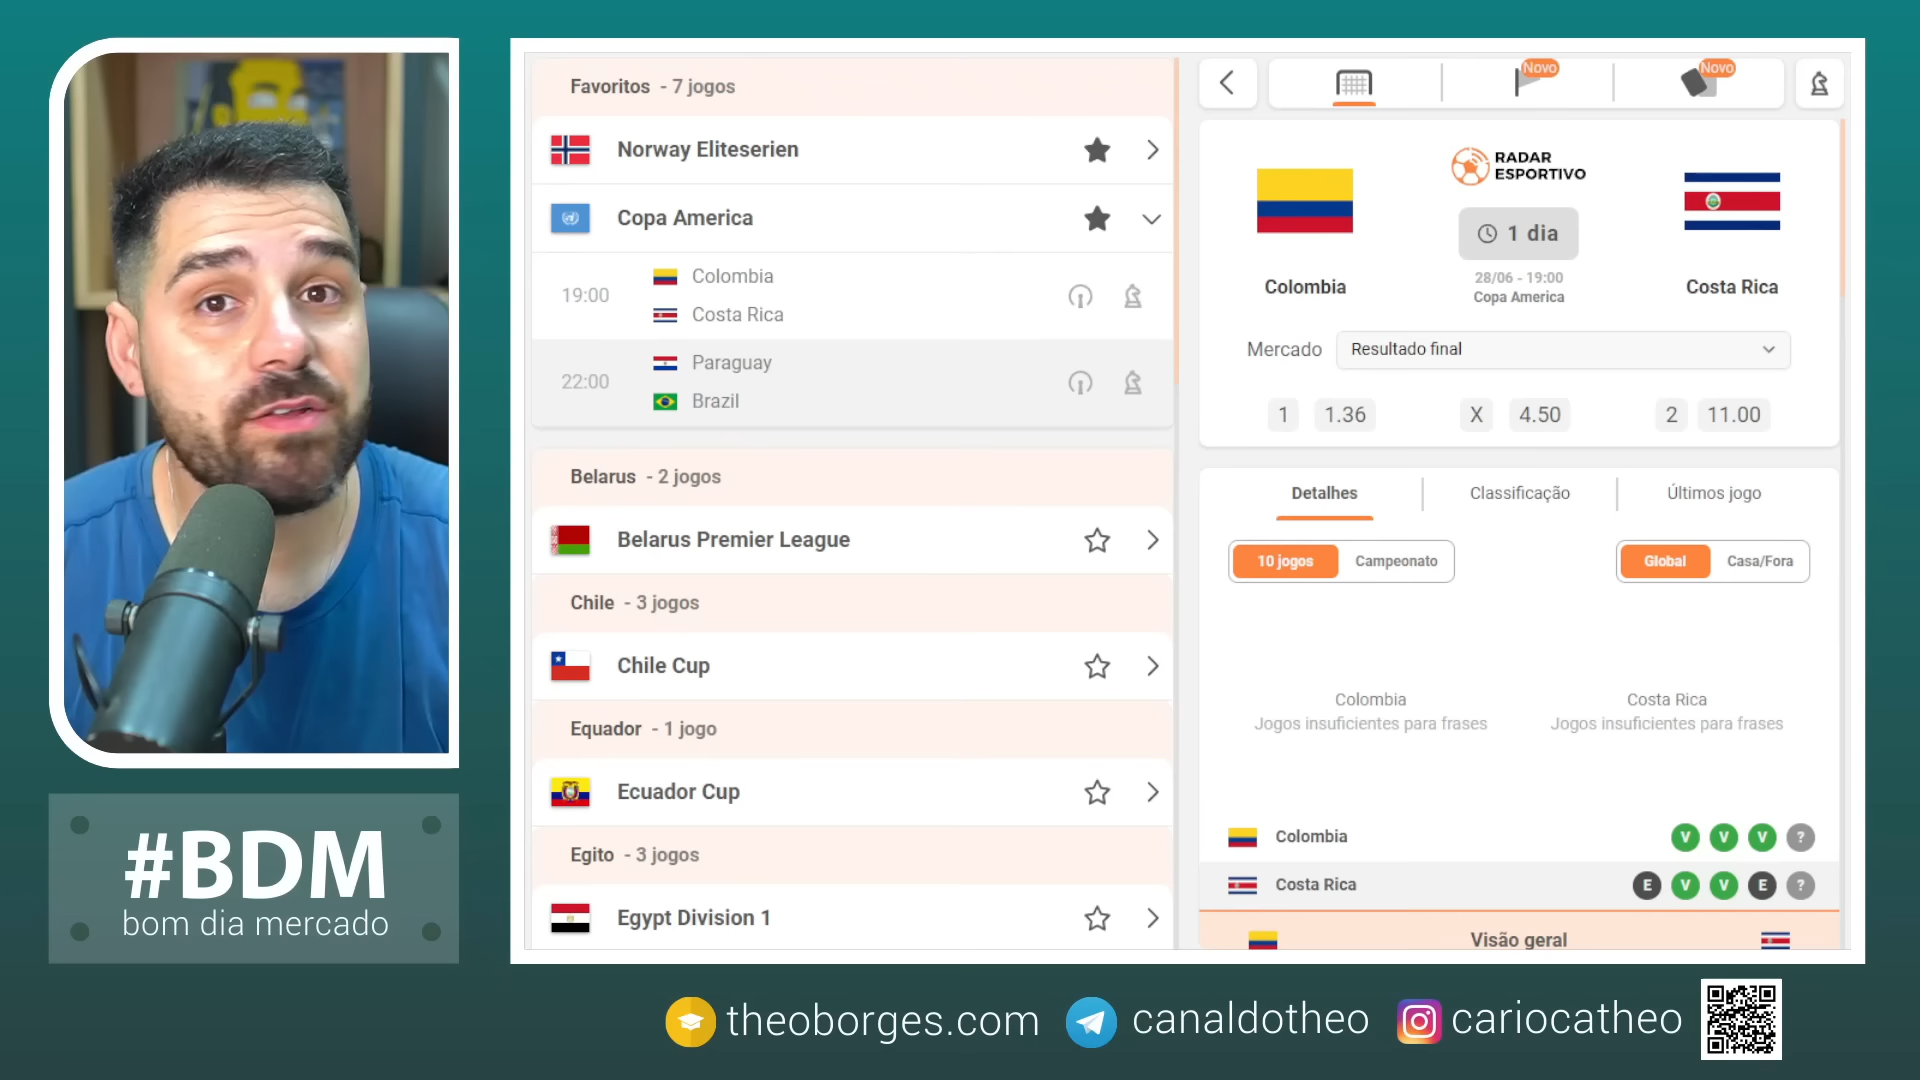 #BDM
bom dia mercado
Favoritos - 7 jogos
Norway Eliteserien
Copa America
19:00
Colombia
Costa Rica
22:00
Paraguay
Brazil
Belarus - 2 jogos
Belarus Premier League
Chile - 3 jogos
Chile Cup
Equador - 1 jogo
Ecuador Cup
Egito - 3 jogos
Egypt Division 1
Novo
Novo
RADAR
ESPORTIVO
1 dia
28/06 - 19:00
Copa America
Colombia
Costa Rica
Mercado
Resultado final
1 1.36 X 4.50 2 11.00
Detalhes
Classificação
Últimos jogo
10 jogos
Campeonato
Global
Casa/Fora
Colombia
Jogos insuficientes para frases
Costa Rica
Jogos insuficientes para frases
Colombia V V V ?
Costa Rica E V V E ?
Visão geral
theoborges.com
canaldotheo
cariocatheo